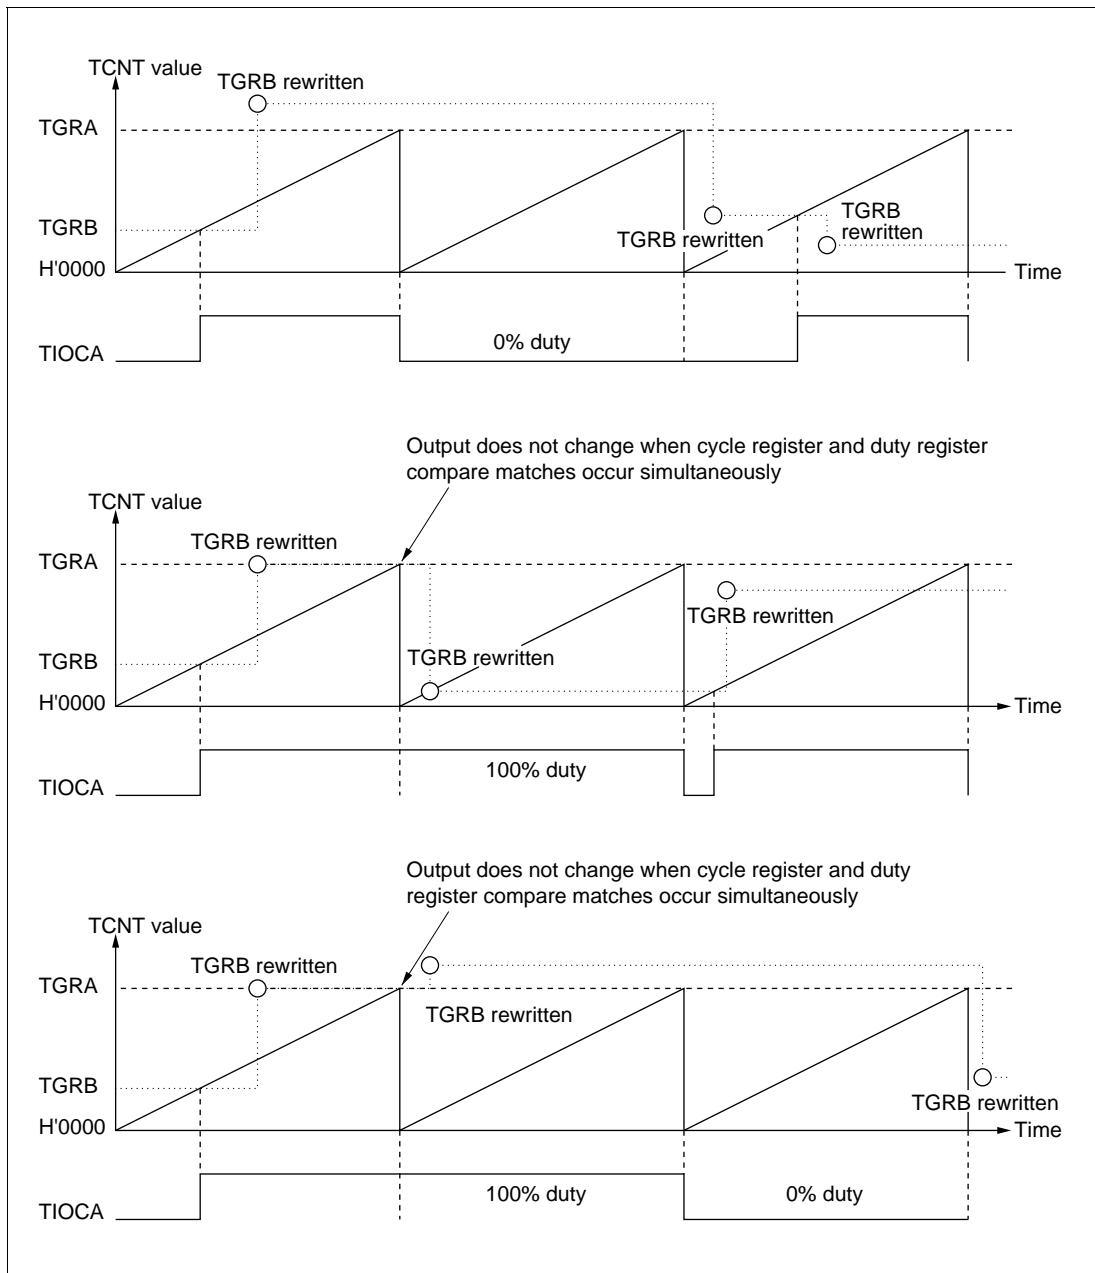 TCNT value
TGRB rewritten
TGRA
TGRB
TGRB
rewritten
TGRB rewritten
H'0000
Time
0% duty
TIOCA
Output does not change when cycle register and duty register
compare matches occur simultaneously
TCNT value
TGRB rewritten
TGRA
TGRB rewritten
TGRB
TGRB rewritten
H'0000
Time
100% duty
TIOCA
Output does not change when cycle register and duty
register compare matches occur simultaneously
TCNT value
TGRB rewritten
TGRA
TGRB rewritten
TGRB
TGRB rewritten
H'0000
Time
100% duty
0% duty
TIOCA